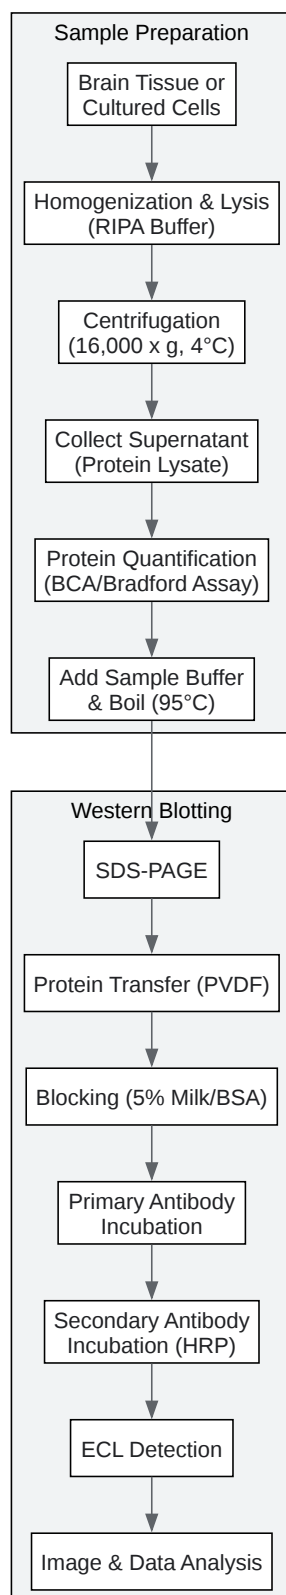 Sample Preparation
Brain Tissue or
Cultured Cells
Homogenization & Lysis
(RIPA Buffer)
Centrifugation
(16,000 x g, 4°C)
Collect Supernatant
(Protein Lysate)
Protein Quantification
(BCA/Bradford Assay)
Add Sample Buffer
& Boil (95°C)
Western Blotting
SDS-PAGE
Protein Transfer (PVDF)
Blocking (5% Milk/BSA)
Primary Antibody
Incubation
Secondary Antibody
Incubation (HRP)
ECL Detection
Image & Data Analysis